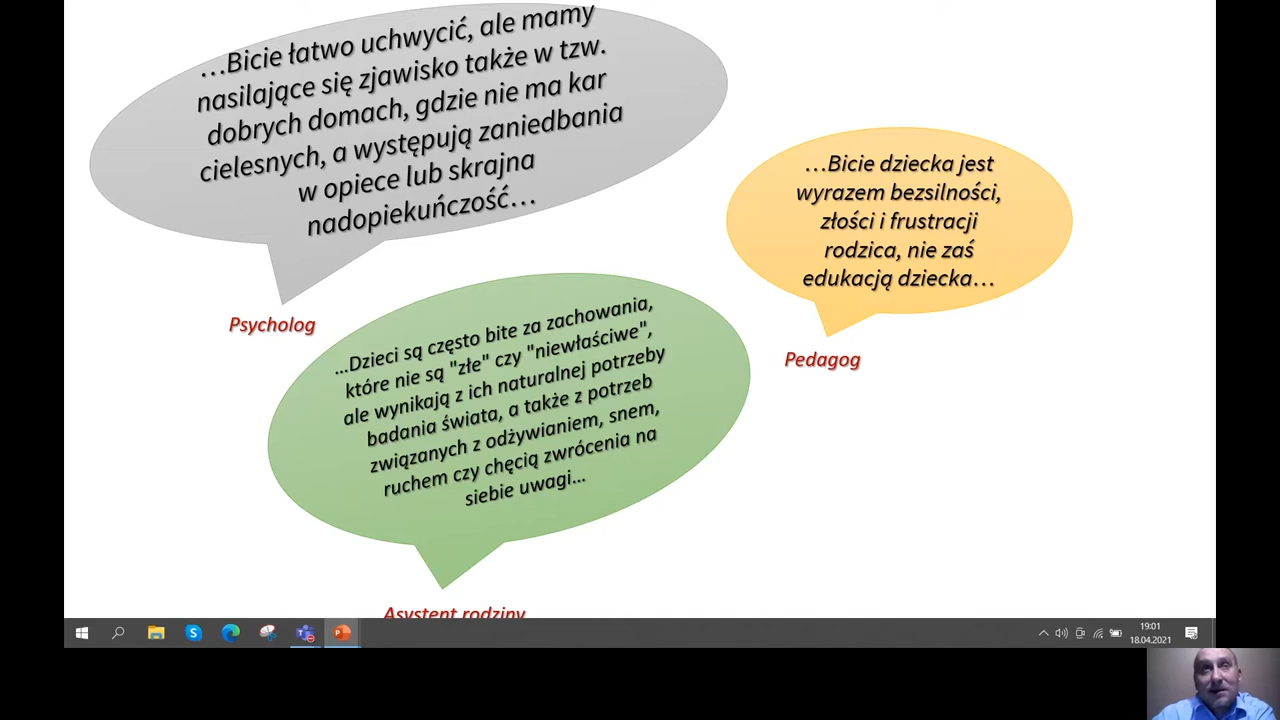 …Bicie łatwo uchwycić, ale mamy
nasilające się zjawisko także w tzw.
dobrych domach, gdzie nie ma kar
cielesnych, a występują zaniedbania
w opiece lub skrajna
nadopiekuńczość…
Psycholog
…Bicie dziecka jest
wyrazem bezsilności,
złości i frustracji
rodzica, nie zaś
edukacją dziecka…
Pedagog
…Dzieci są często bite za zachowania,
które nie są "złe" czy "niewłaściwe",
ale wynikają z ich naturalnej potrzeby
badania świata, a także z potrzeb
związanych z odżywianiem, snem,
ruchem czy chęcią zwrócenia na
siebie uwagi…
Asystent rodziny
19:01
18.04.2021